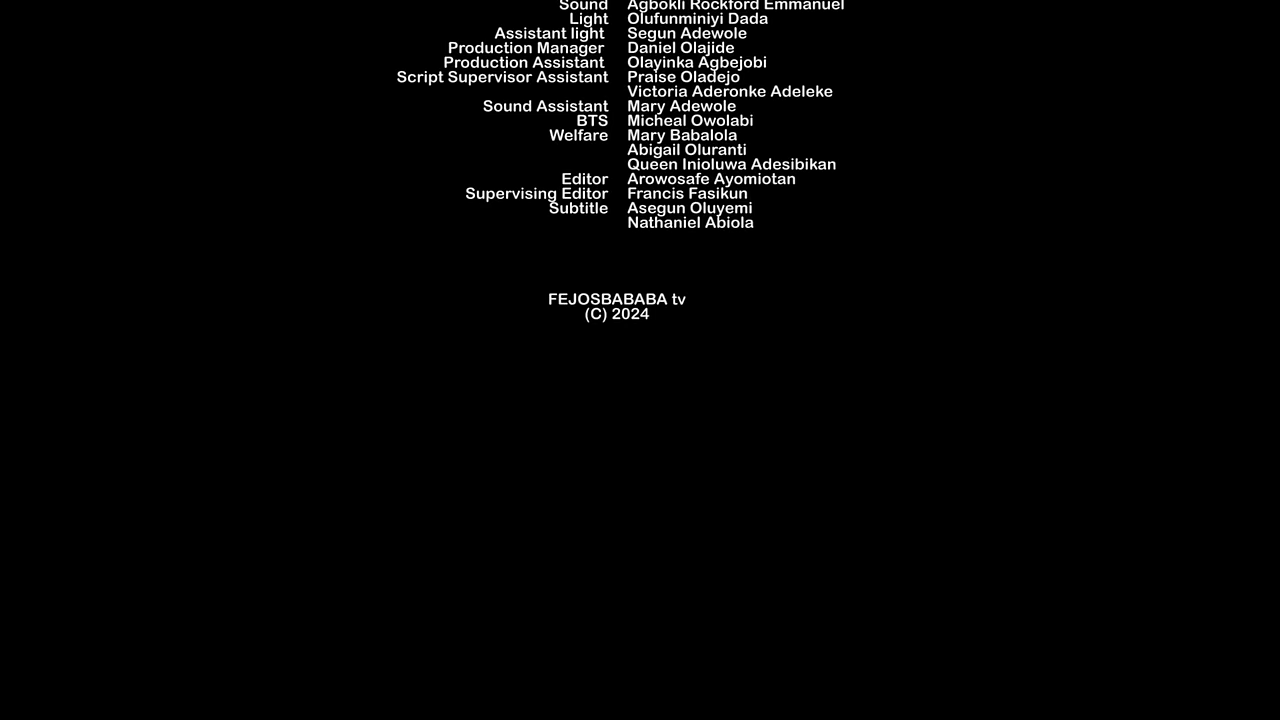 Sound Agbokli Rockford Emmanuel
Light Olufunminiyi Dada
Assistant light Segun Adewole
Production Manager Daniel Olajide
Production Assistant Olayinka Agbejobi
Script Supervisor Assistant Praise Oladejo
Victoria Aderonke Adeleke
Sound Assistant Mary Adewole
BTS Micheal Owolabi
Welfare Mary Babalola
Abigail Oluranti
Queen Inioluwa Adesibikan
Editor Arowosafe Ayomiotan
Supervising Editor Francis Fasikun
Subtitle Asegun Oluyemi
Nathaniel Abiola
FEJOSBABABA tv
(C) 2024